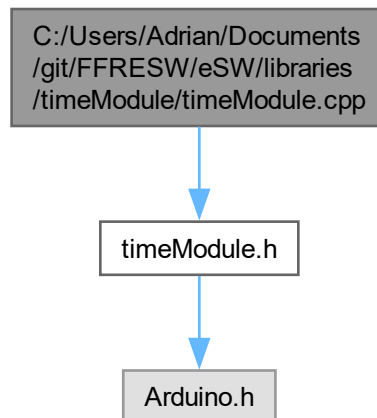 C:/Users/Adrian/Documents
/git/FFRESW/eSW/libraries
/timeModule/timeModule.cpp
timeModule.h
Arduino.h